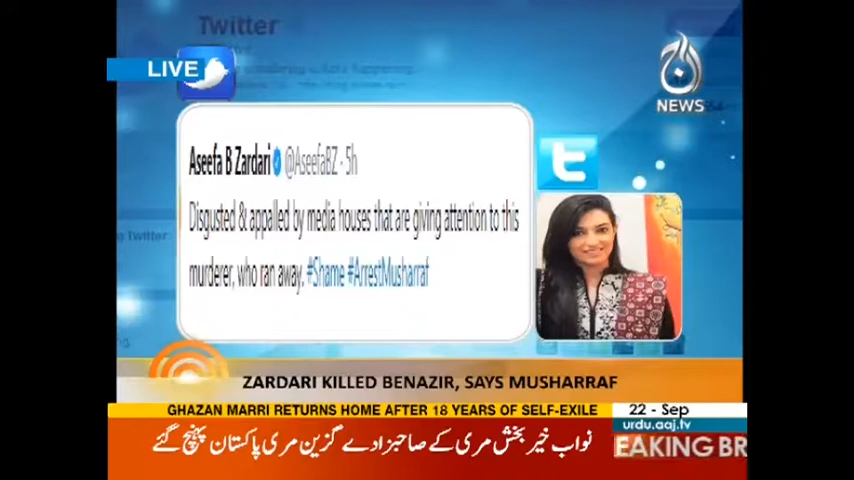 Twitter
LIVE
NEWS
Aseefa B Zardari @AseefaBZ · 5h
Disgusted & appalled by media houses that are giving attention to this
murderer, who ran away. #Shame #ArrestMusharraf
Twitter:
ZARDARI KILLED BENAZIR, SAYS MUSHARRAF
GHAZAN MARRI RETURNS HOME AFTER 18 YEARS OF SELF-EXILE
22 - Sep
urdu.aaj.tv
نواب خیر بخش مری کے صاحبزادے گزین مری پاکستان پہنچ گئے
EAKING BR